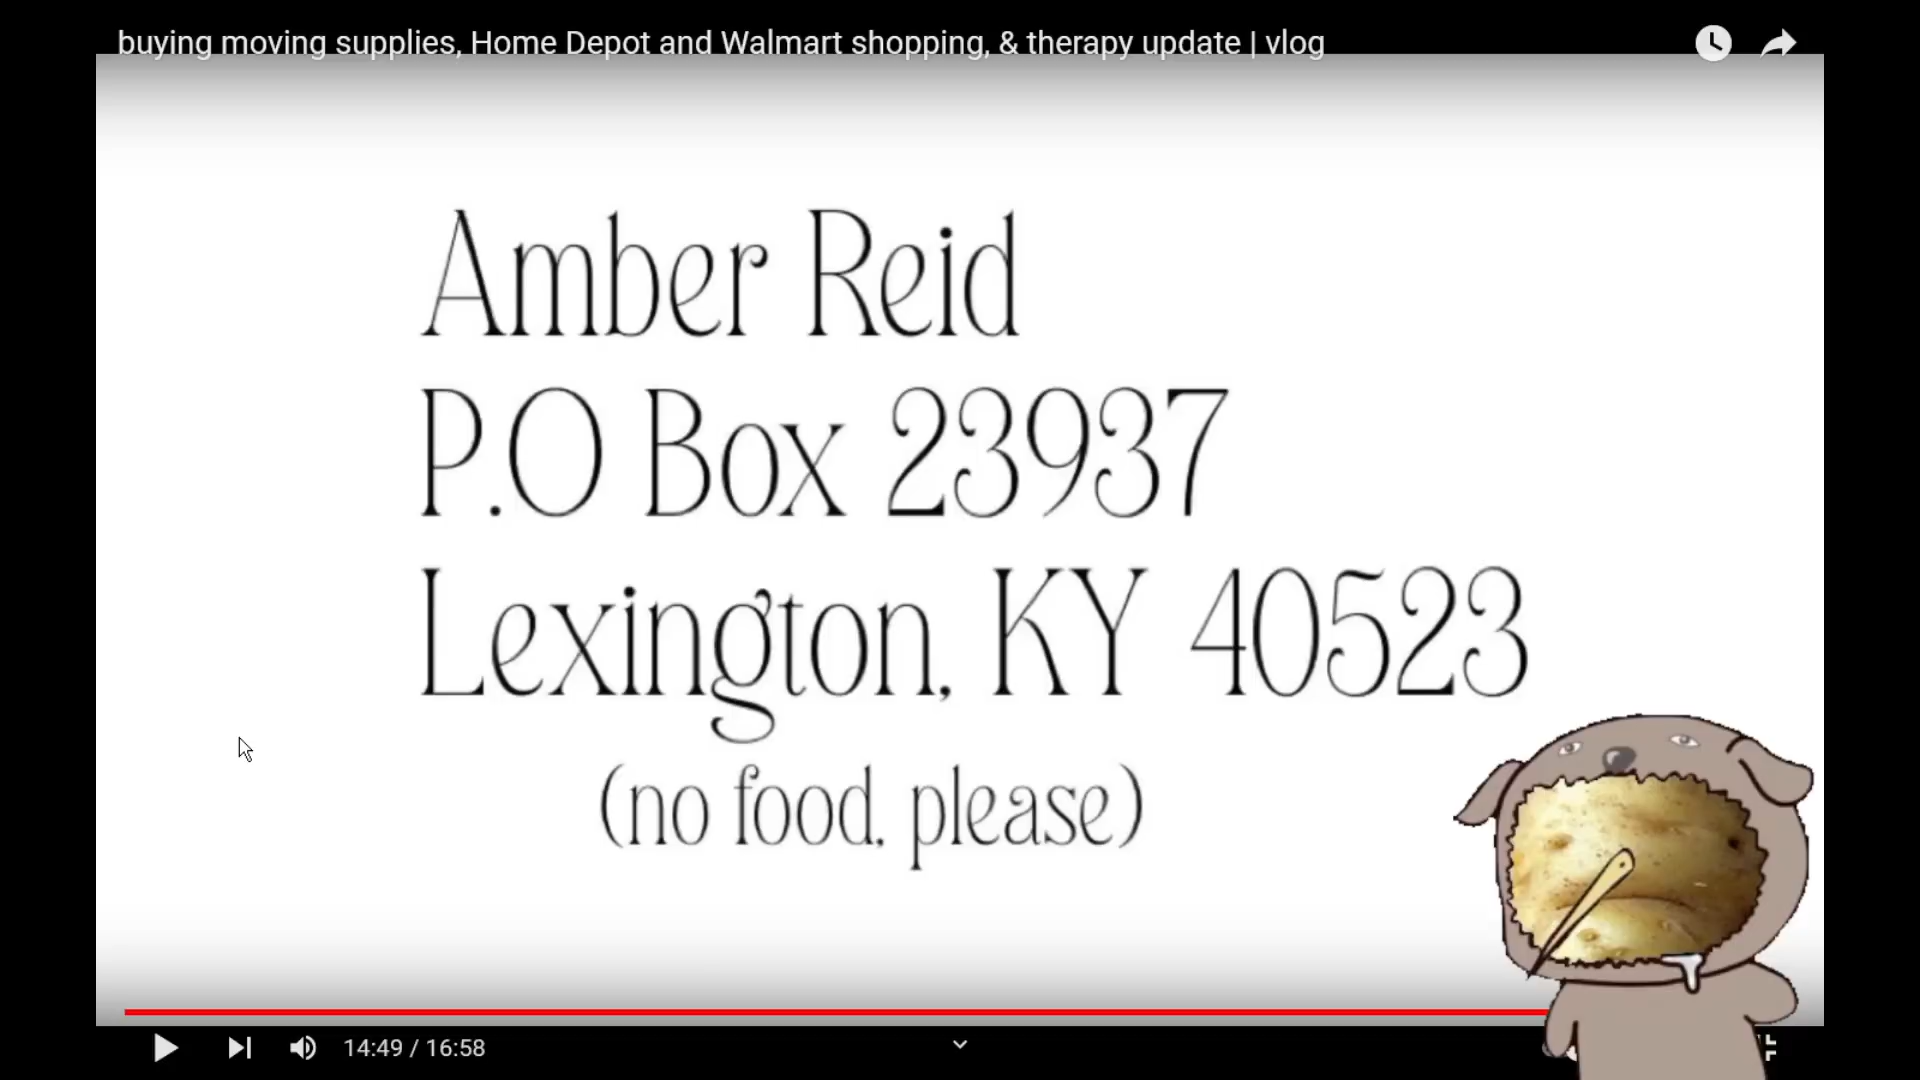 buying moving supplies, Home Depot and Walmart shopping, & therapy update | vlog
Amber Reid
P.O Box 23937
Lexington, KY 40523
(no food, please)
14:49 / 16:58